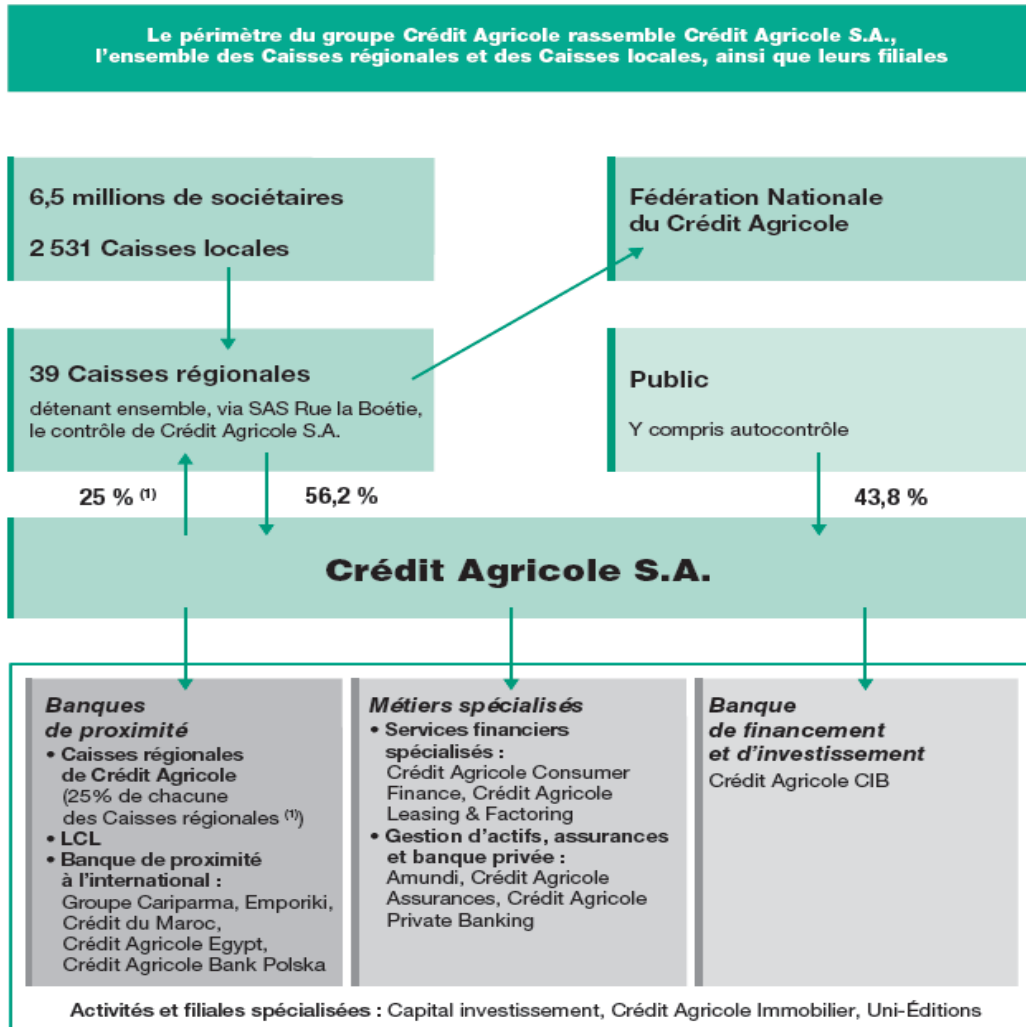 Le périmètre du groupe Crédit Agricole rassemble Crédit Agricole S.A.,
l'ensemble des Caisses régionales et des Caisses locales, ainsi que leurs filiales
6,5 millions de sociétaires
2 531 Caisses locales
Fédération Nationale
du Crédit Agricole
39 Caisses régionales
détenant ensemble, via SAS Rue la Boétie,
le contrôle de Crédit Agricole S.A.
Public
Y compris autocontrôle
25 % (1)
56,2 %
43,8 %
Crédit Agricole S.A.
Banques
de proximité
• Caisses régionales
de Crédit Agricole
(25% de chacune
des Caisses régionales (1))
• LCL
• Banque de proximité
à l'international :
Groupe Cariparma, Emporiki,
Crédit du Maroc,
Crédit Agricole Egypt,
Crédit Agricole Bank Polska
Métiers spécialisés
• Services financiers
spécialisés :
Crédit Agricole Consumer
Finance, Crédit Agricole
Leasing & Factoring
• Gestion d'actifs, assurances
et banque privée :
Amundi, Crédit Agricole
Assurances, Crédit Agricole
Private Banking
Banque
de financement
et d'investissement
Crédit Agricole CIB
Activités et filiales spécialisées : Capital investissement, Crédit Agricole Immobilier, Uni-Éditions